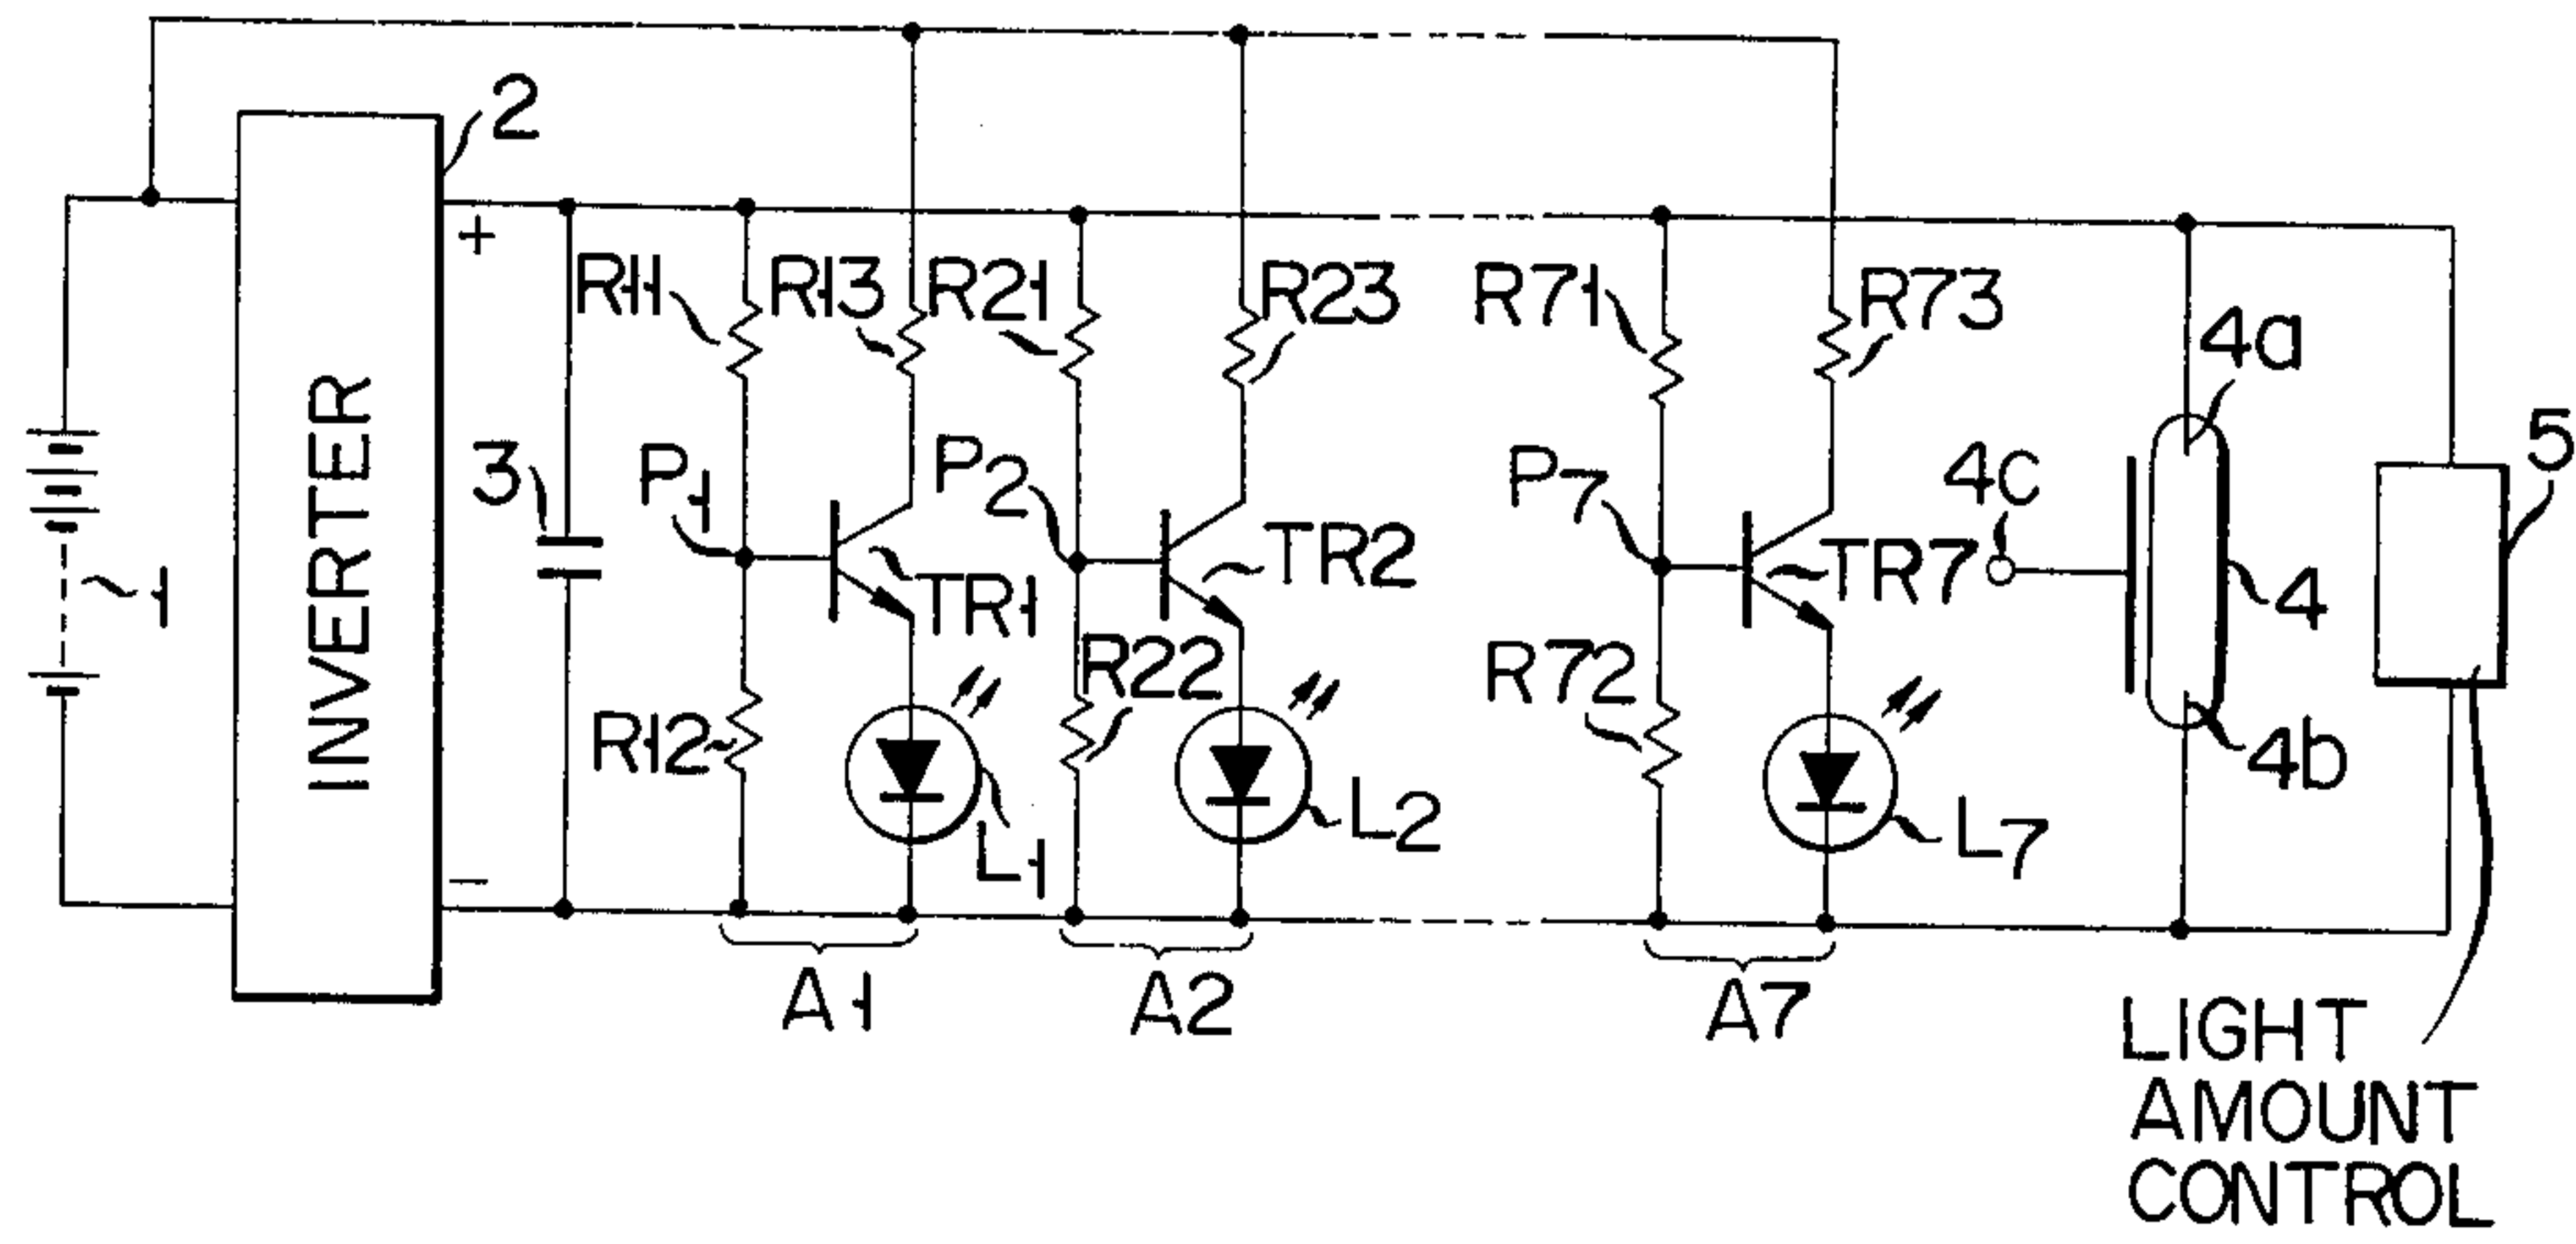 2
+
R11
R13
R21
R23
R71
R73
4a
5
INVERTER
3
P1
P2
P7
4c
1
TR1
TR2
TR7
4
R12
R22
R72
4b
L1
L2
L7
−
A1
A2
A7
LIGHT
AMOUNT
CONTROL